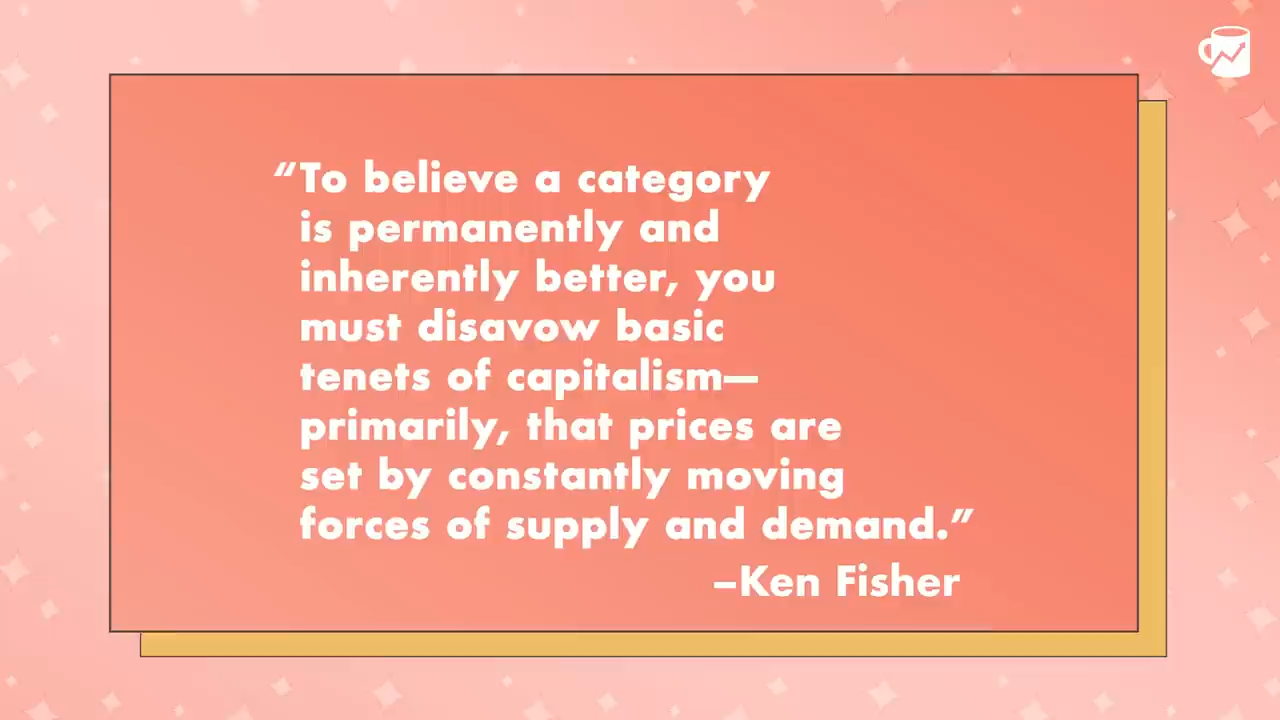 “To believe a category
is permanently and
inherently better, you
must disavow basic
tenets of capitalism—
primarily, that prices are
set by constantly moving
forces of supply and demand.”
–Ken Fisher